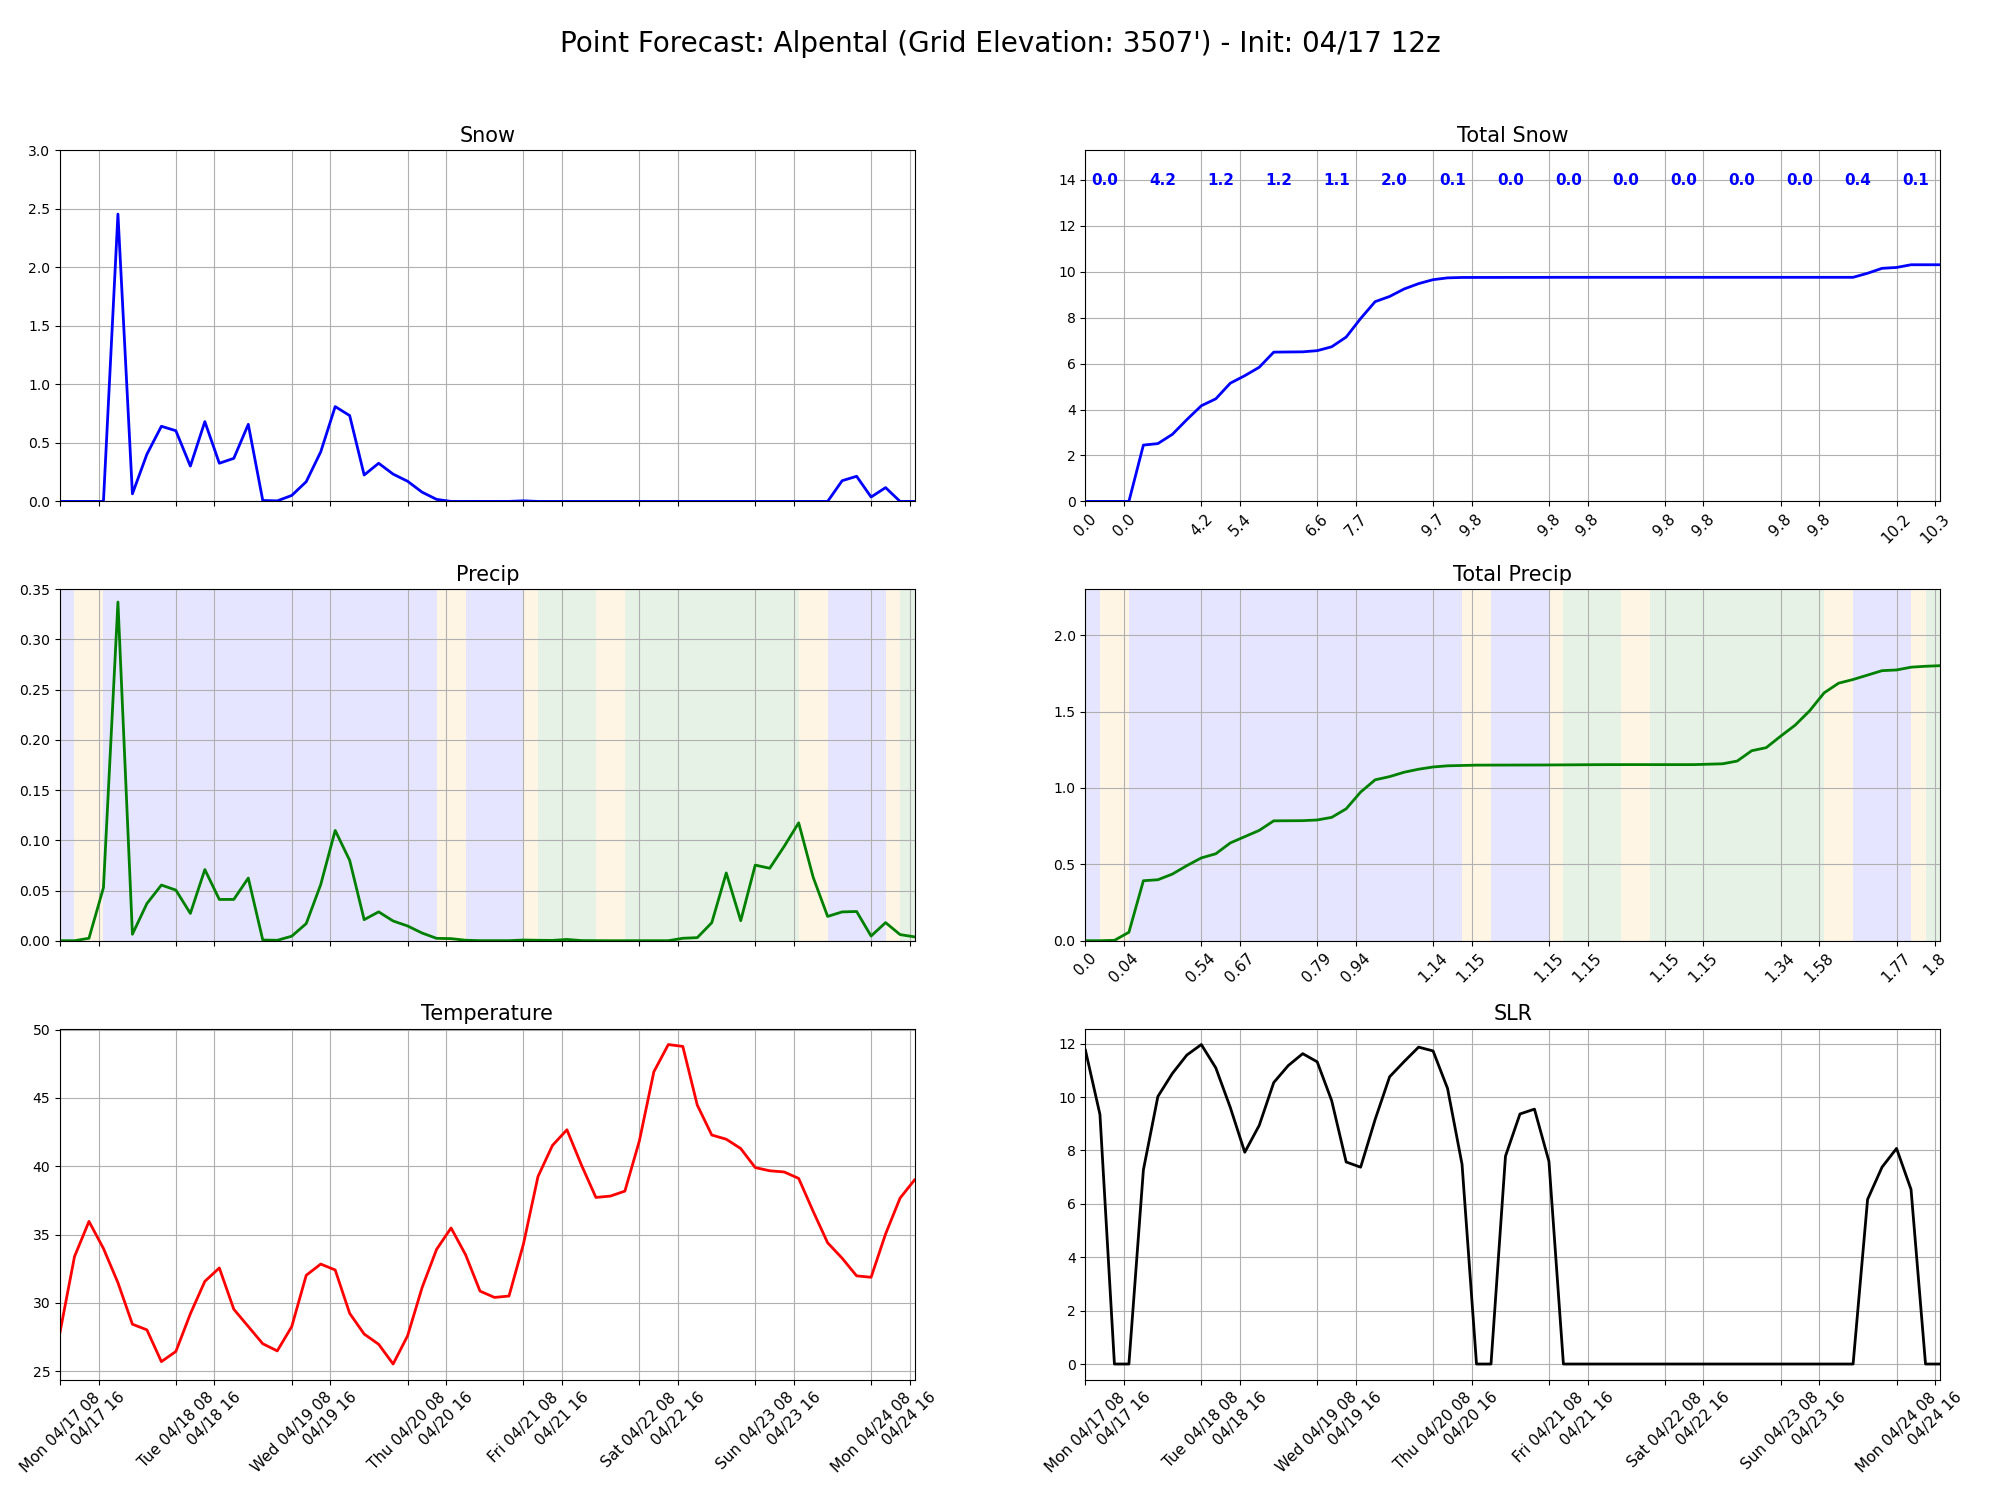 Point Forecast: Alpental (Grid Elevation: 3507') - Init: 04/17 12z
Snow
3.0
2.5
2.0
1.5
1.0
0.5
0.0
Total Snow
14
12
10
8
6
4
2
0
0.0 4.2 1.2 1.2 1.1 2.0 0.1 0.0 0.0 0.0 0.0 0.0 0.0 0.4 0.1
0.0 0.0 4.2 5.4 6.6 7.7 9.7 9.8 9.8 9.8 9.8 9.8 9.8 9.8 10.2 10.3
Precip
0.35
0.30
0.25
0.20
0.15
0.10
0.05
0.00
Total Precip
2.0
1.5
1.0
0.5
0.0
0.0 0.04 0.54 0.67 0.79 0.94 1.14 1.15 1.15 1.15 1.15 1.15 1.34 1.58 1.77 1.8
Temperature
50
45
40
35
30
25
Mon 04/17 08
04/17 16
Tue 04/18 08
04/18 16
Wed 04/19 08
04/19 16
Thu 04/20 08
04/20 16
Fri 04/21 08
04/21 16
Sat 04/22 08
04/22 16
Sun 04/23 08
04/23 16
Mon 04/24 08
04/24 16
SLR
12
10
8
6
4
2
0
Mon 04/17 08
04/17 16
Tue 04/18 08
04/18 16
Wed 04/19 08
04/19 16
Thu 04/20 08
04/20 16
Fri 04/21 08
04/21 16
Sat 04/22 08
04/22 16
Sun 04/23 08
04/23 16
Mon 04/24 08
04/24 16